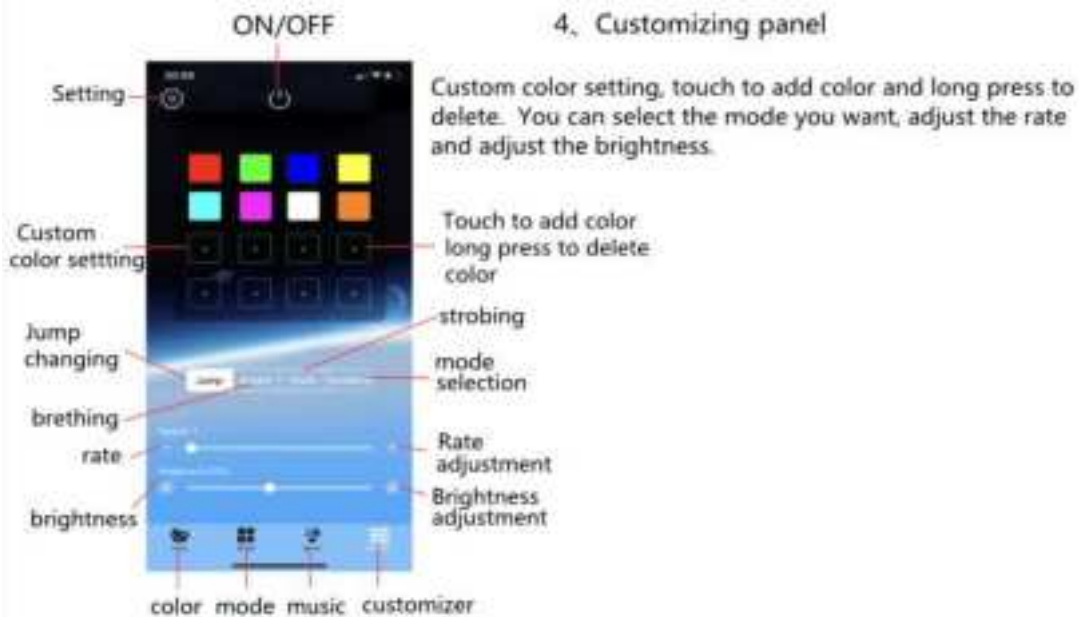 ON/OFF
4、Customizing panel
Setting
Custom color setting, touch to add color and long press to
delete. You can select the mode you want, adjust the rate
and adjust the brightness.
Custom
color settting
Touch to add color
long press to delete
color
Jump
changing
strobing
Jump
mode
selection
brething
rate
Rate
adjustment
brightness
Brightness
adjustment
color mode music customizer